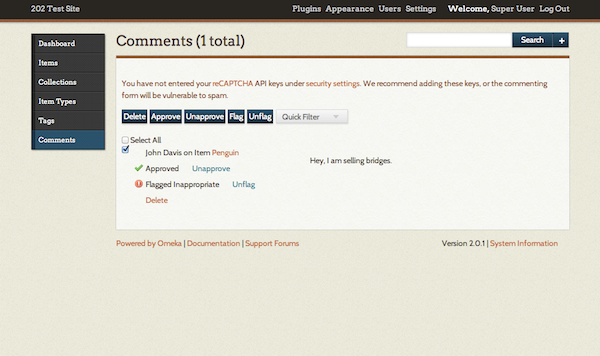 202 Test Site
Plugins Appearance Users Settings Welcome, Super User Log Out
Dashboard
Items
Collections
Item Types
Tags
Comments
Comments (1 total)
Search +
You have not entered your reCAPTCHA API keys under security settings. We recommend adding these keys, or the commenting
form will be vulnerable to spam.
Delete Approve Unapprove Flag Unflag Quick Filter
Select All
John Davis on Item Penguin
Hey, I am selling bridges.
Approved Unapprove
Flagged Inappropriate Unflag
Delete
Powered by Omeka | Documentation | Support Forums
Version 2.0.1 | System Information